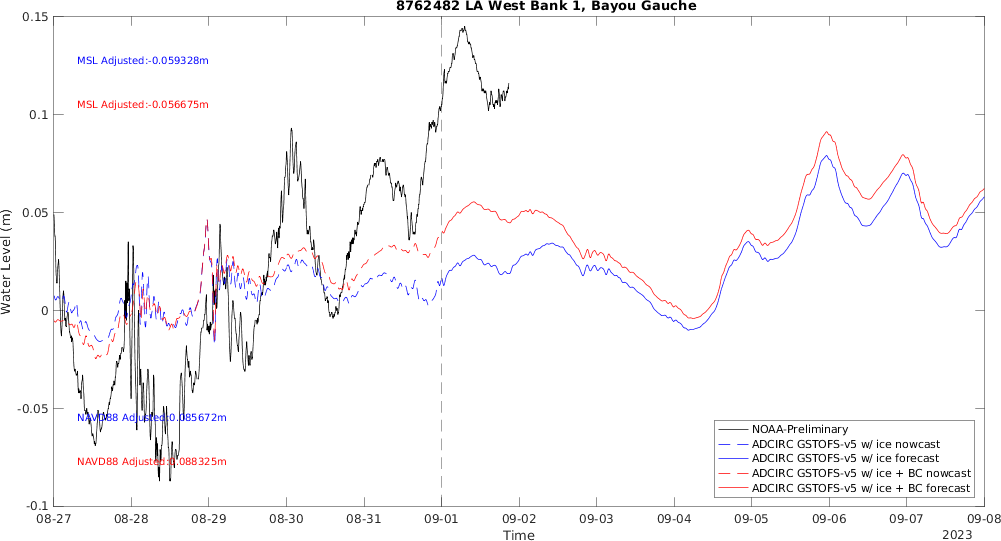 8762482 LA West Bank 1, Bayou Gauche
0.15
0.1
0.05
0
-0.05
-0.1
Water Level (m)
MSL Adjusted:-0.059328m
MSL Adjusted:-0.056675m
NAVD88 Adjusted:0.085672m
NAVD88 Adjusted:0.088325m
NOAA-Preliminary
ADCIRC GSTOFS-v5 w/ ice nowcast
ADCIRC GSTOFS-v5 w/ ice forecast
ADCIRC GSTOFS-v5 w/ ice + BC nowcast
ADCIRC GSTOFS-v5 w/ ice + BC forecast
08-27 08-28 08-29 08-30 08-31 09-01 09-02 09-03 09-04 09-05 09-06 09-07 09-08
Time
2023